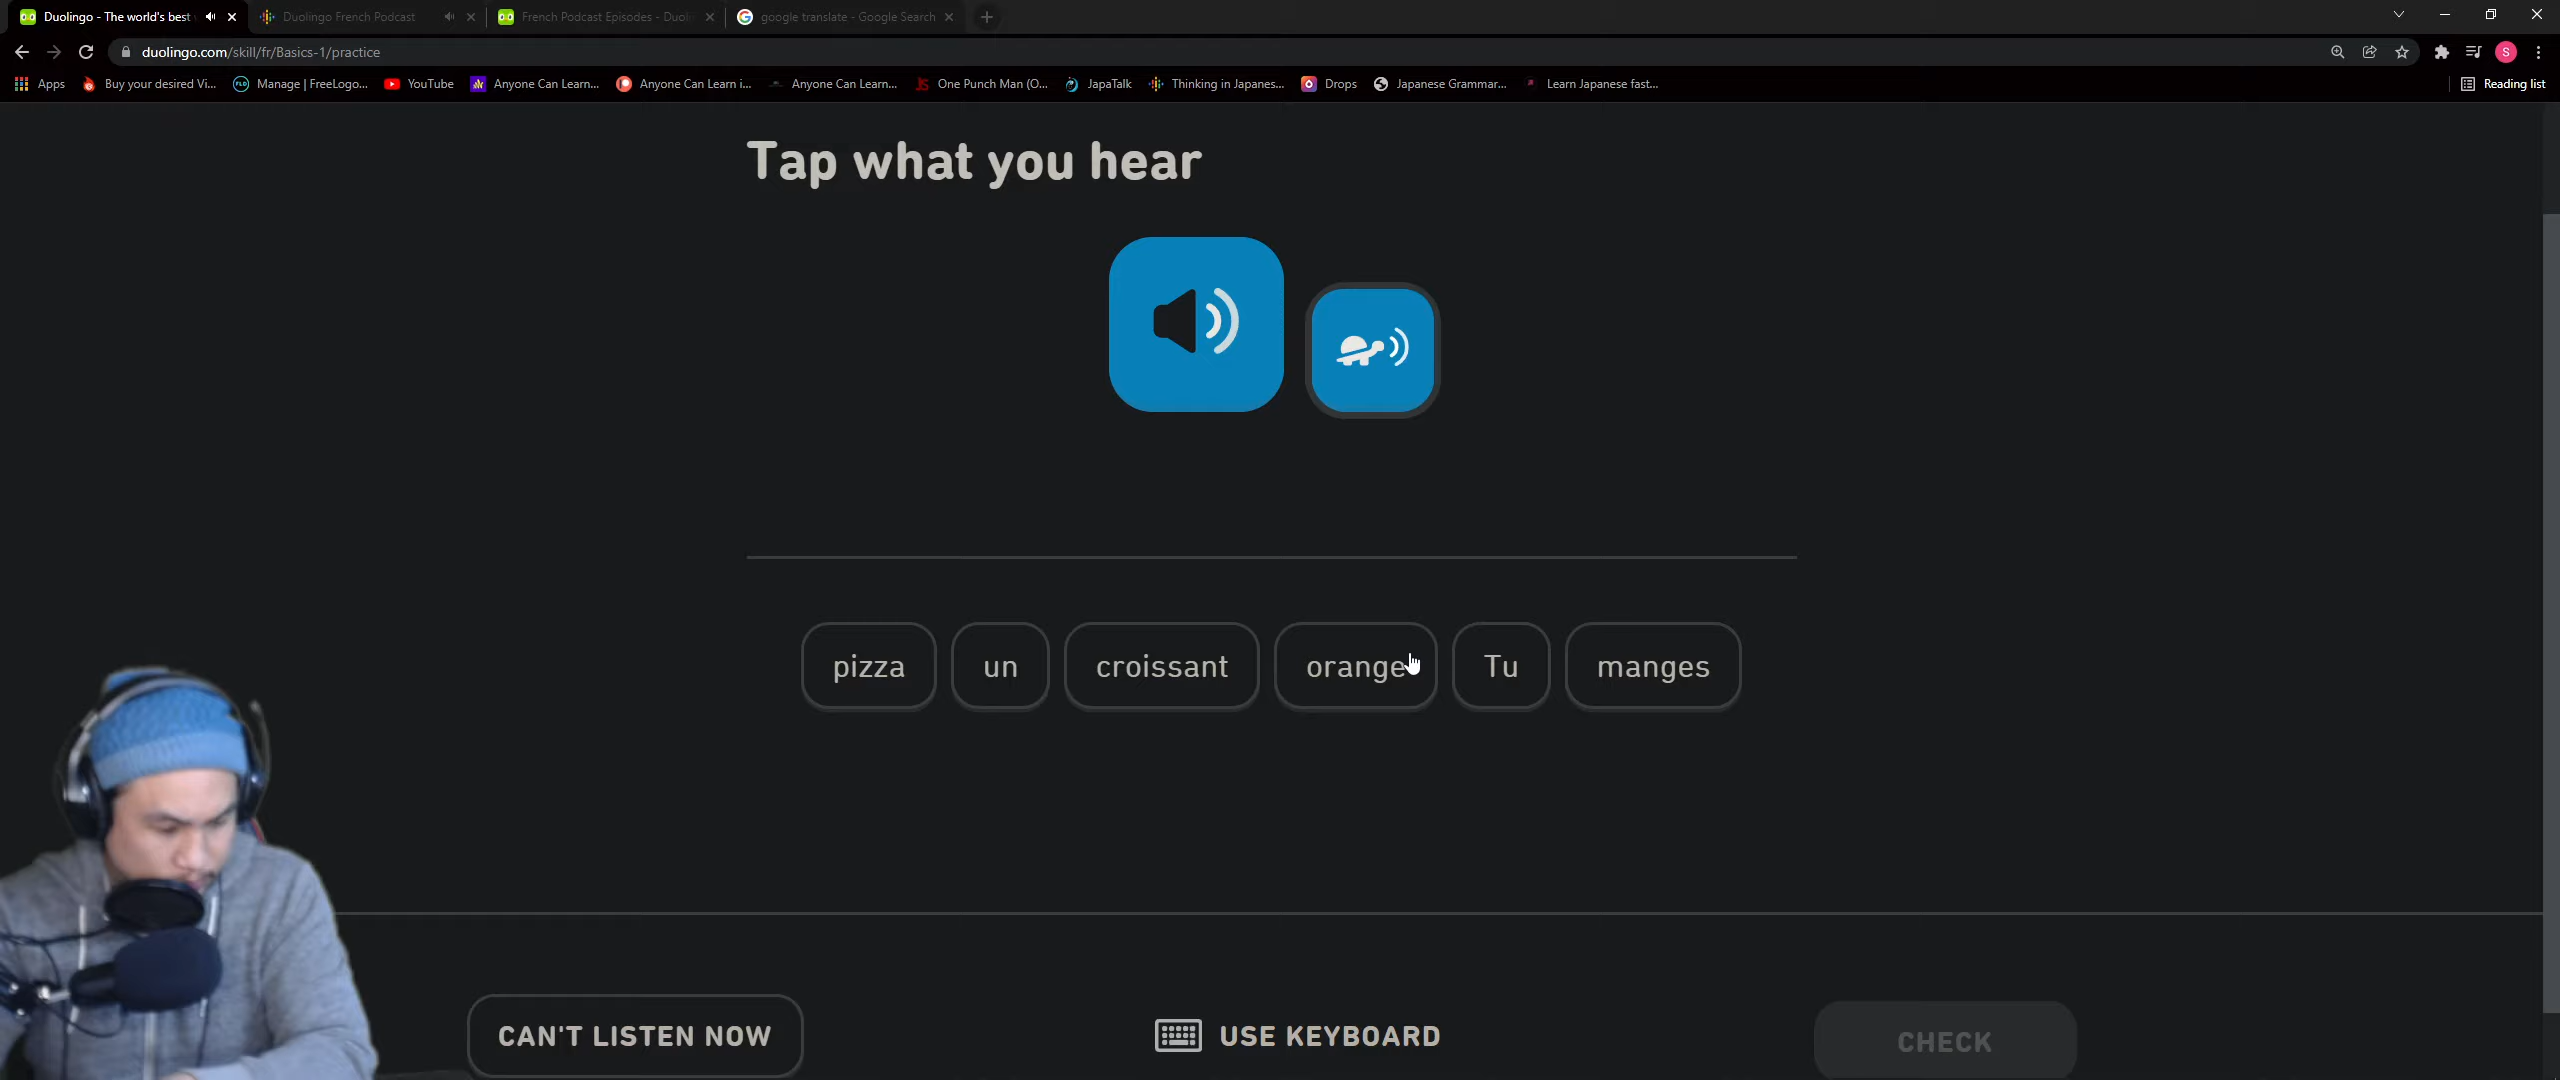 Duolingo - The world's best
Duolingo French Podcast
French Podcast Episodes - Duoli
google translate - Google Search
duolingo.com/skill/fr/Basics-1/practice
S
Apps
Buy your desired Vi...
Manage | FreeLogo...
YouTube
Anyone Can Learn...
Anyone Can Learn i...
Anyone Can Learn...
One Punch Man (O...
JapaTalk
Thinking in Japanes...
Drops
Japanese Grammar...
Learn Japanese fast...
Reading list
Tap what you hear
pizza
un
croissant
orange
Tu
manges
CAN'T LISTEN NOW
USE KEYBOARD
CHECK